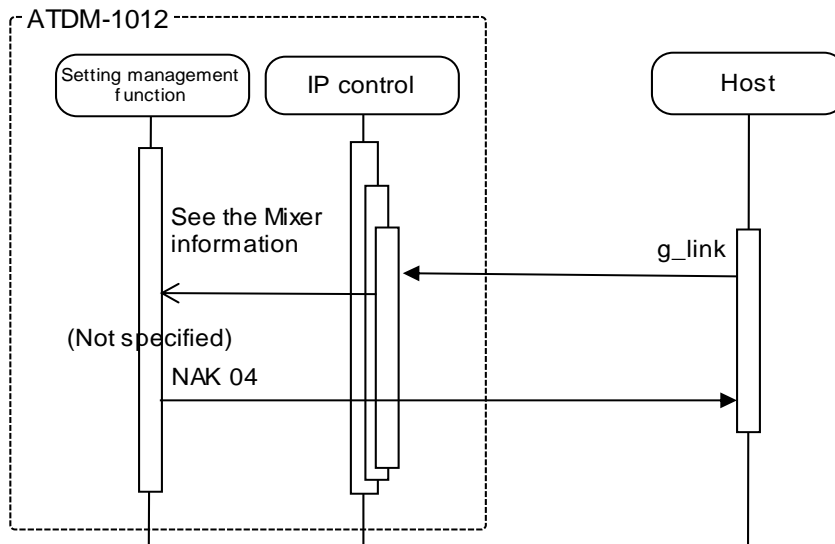 ATDM-1012
Setting management
function
IP control
Host
See the Mixer
information
g_link
(Not specified)
NAK 04